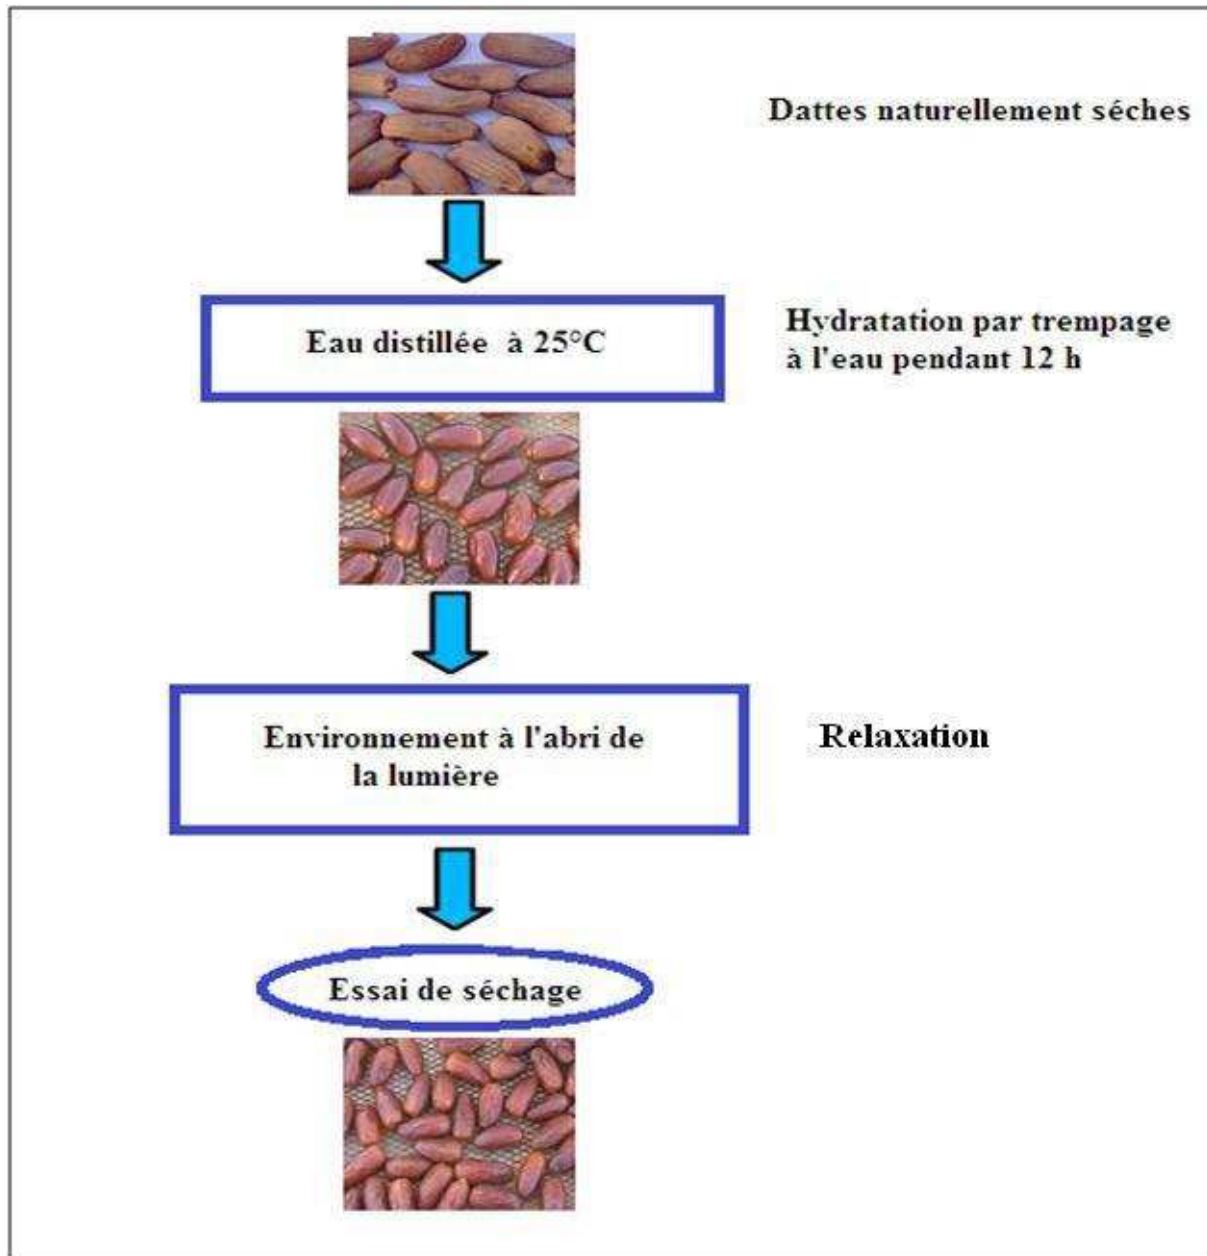 Dattes naturellement séches
Eau distillée à 25°C
Hydratation par trempage
à l'eau pendant 12 h
Environnement à l'abri de
la lumière
Relaxation
Essai de séchage